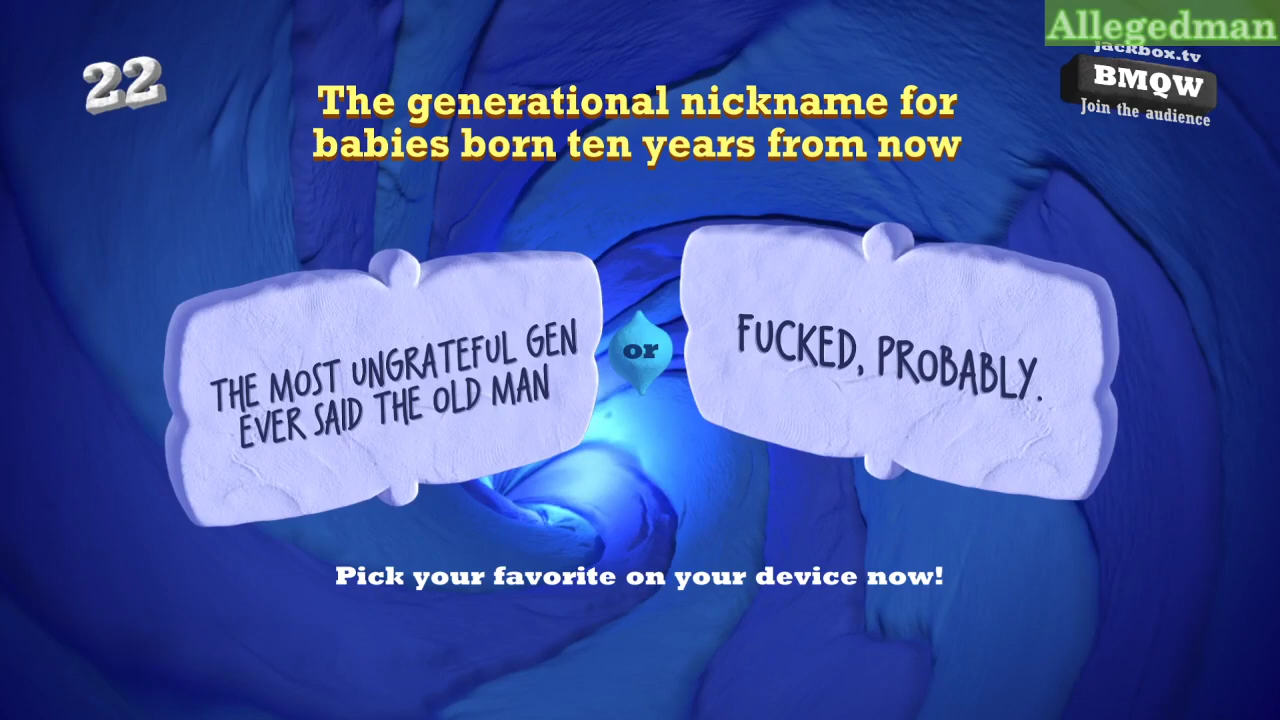 Allegedman
22
jackbox.tv
BMQW
Join the audience
The generational nickname for
babies born ten years from now
THE MOST UNGRATEFUL GEN
EVER SAID THE OLD MAN
or
FUCKED, PROBABLY.
Pick your favorite on your device now!